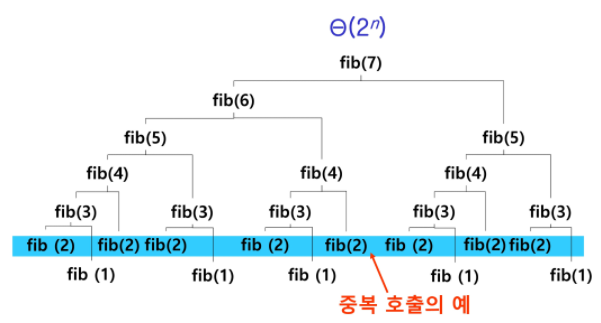 Θ(2ⁿ)
fib(7)
fib(6)
fib(5) fib(5)
fib(4) fib(4) fib(4)
fib(3) fib(3) fib(3) fib(3) fib(3)
fib (2) fib(2) fib(2) fib (2) fib(2) fib (2) fib(2) fib(2)
fib (1) fib(1) fib (1) fib (1) fib(1)
중복 호출의 예